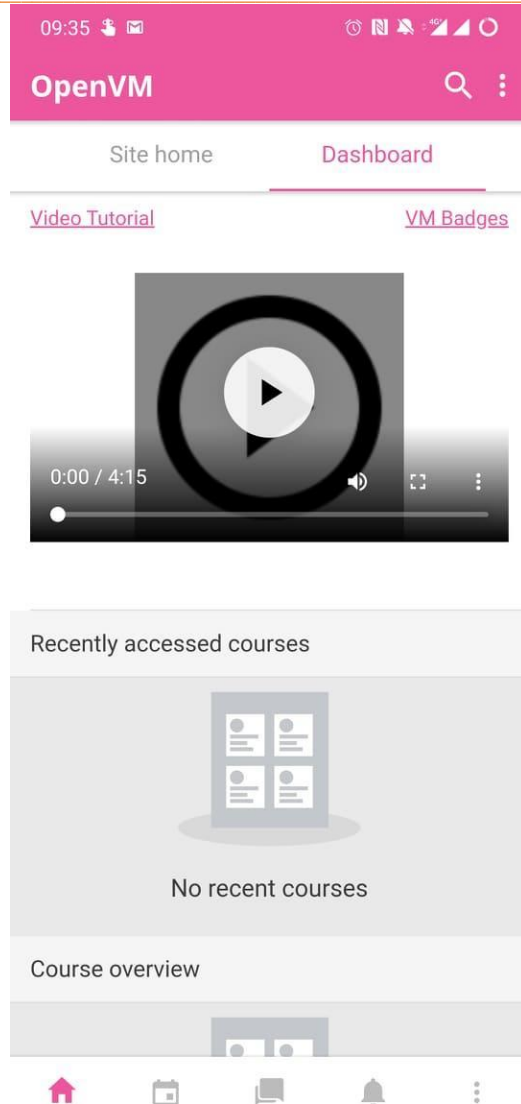 09:35
4G
OpenVM
Site home Dashboard
Video Tutorial VM Badges
0:00 / 4:15
Recently accessed courses
No recent courses
Course overview